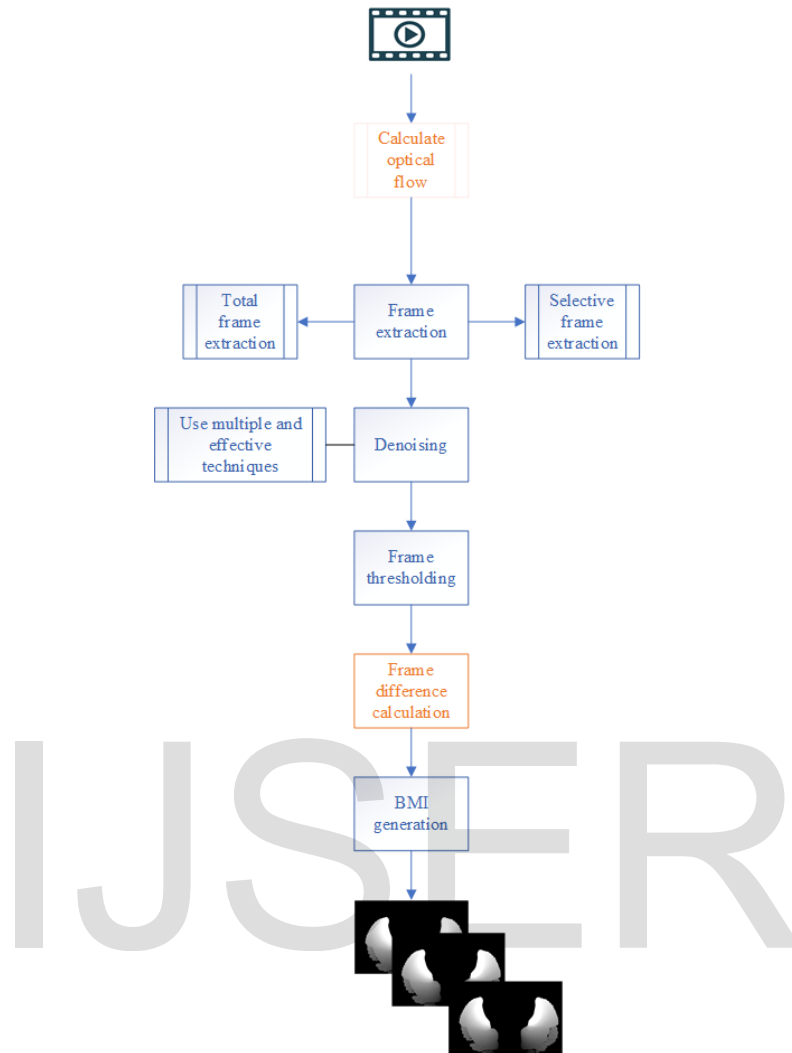 Calculate
optical
flow
Total
frame
extraction
Frame
extraction
Selective
frame
extraction
Use multiple and
effective
techniques
Denoising
Frame
thresholding
Frame
difference
calculation
BMI
generation
IJSER